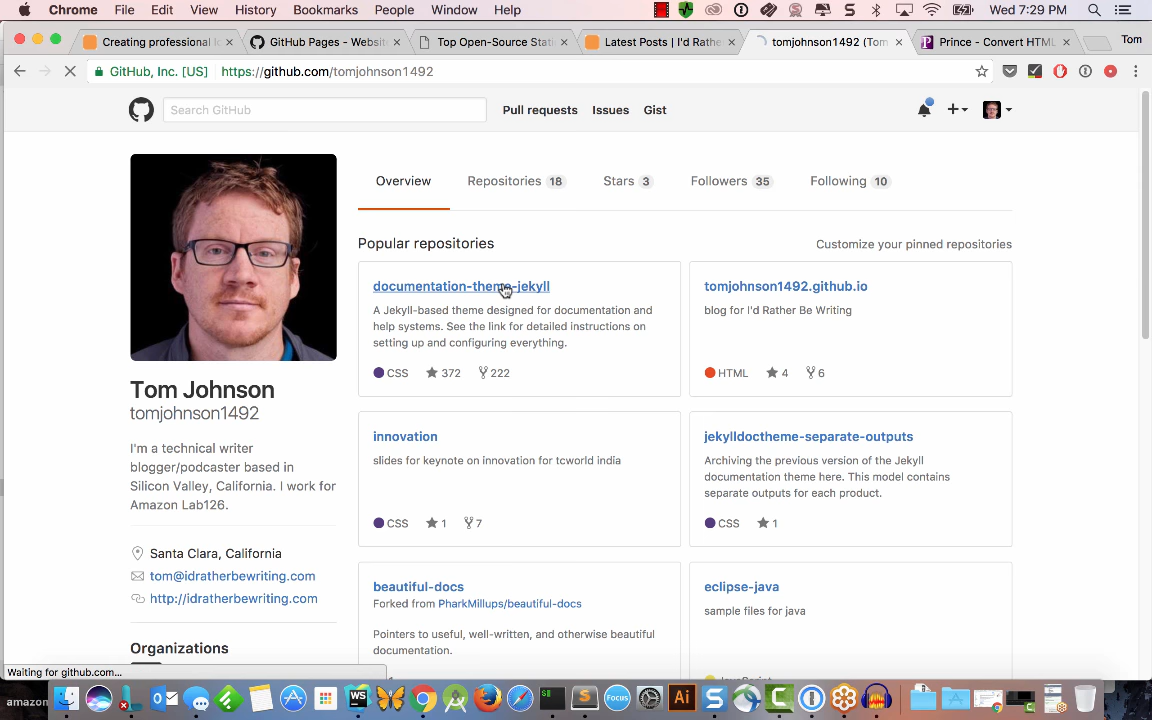 Chrome File Edit View History Bookmarks People Window Help Wed 7:29 PM
Creating professional GitHub Pages - Website Top Open-Source Stati Latest Posts | I'd Rathe tomjohnson1492 (Tom Prince - Convert HTML Tom
GitHub, Inc. [US] https://github.com/tomjohnson1492
Search GitHub Pull requests Issues Gist
Overview Repositories 18 Stars 3 Followers 35 Following 10
Popular repositories Customize your pinned repositories
documentation-theme-jekyll
A Jekyll-based theme designed for documentation and
help systems. See the link for detailed instructions on
setting up and configuring everything.
CSS 372 222
tomjohnson1492.github.io
blog for I'd Rather Be Writing
HTML 4 6
Tom Johnson
tomjohnson1492
I'm a technical writer
blogger/podcaster based in
Silicon Valley, California. I work for
Amazon Lab126.
Santa Clara, California
tom@idratherbewriting.com
http://idratherbewriting.com
Organizations
innovation
slides for keynote on innovation for tcworld india
CSS 1 7
jekylldoctheme-separate-outputs
Archiving the previous version of the Jekyll
documentation theme here. This model contains
separate outputs for each product.
CSS 1
beautiful-docs
Forked from PharkMillups/beautiful-docs
Pointers to useful, well-written, and otherwise beautiful
documentation.
eclipse-java
sample files for java
Waiting for github.com...
amazon
WS
FOCUS
Ai